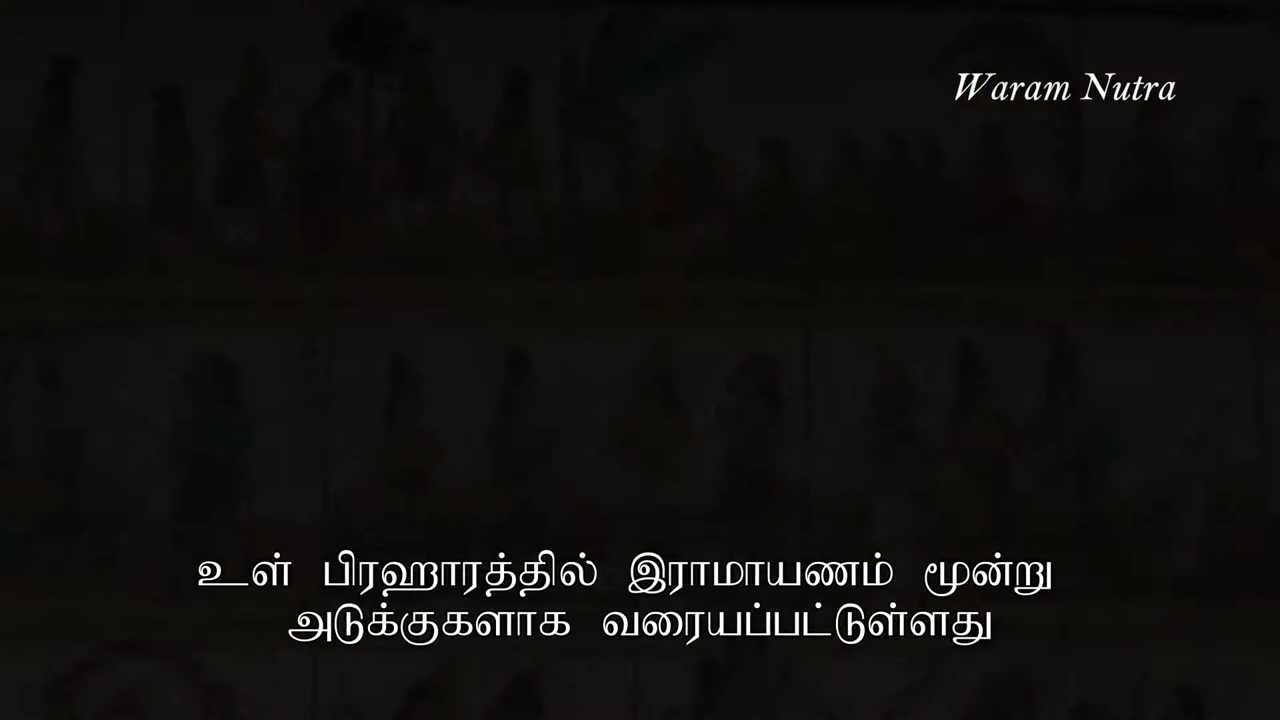 Waram Nutra
உள் பிரஹாரத்தில் இராமாயணம் மூன்று
அடுக்குகளாக வரையப்பட்டுள்ளது